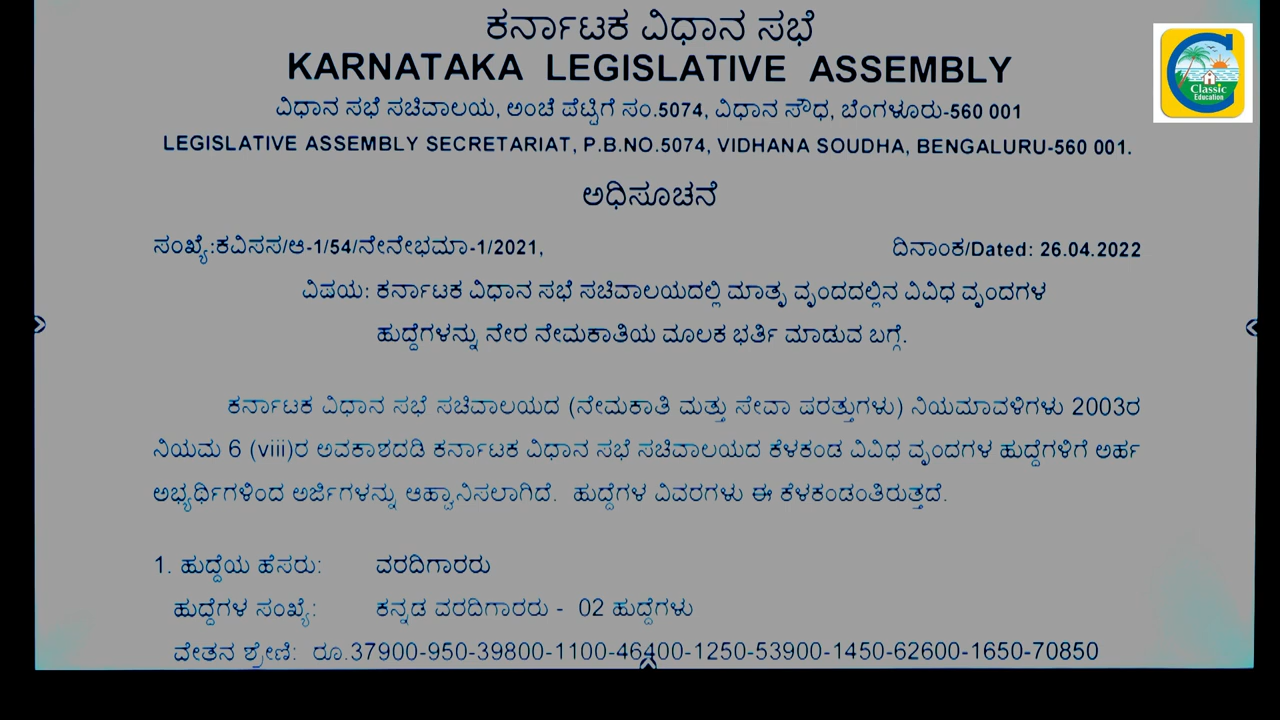 ಕರ್ನಾಟಕ ವಿಧಾನ ಸಭೆ
KARNATAKA LEGISLATIVE ASSEMBLY
ವಿಧಾನ ಸಭೆ ಸಚಿವಾಲಯ, ಅಂಚೆ ಪೆಟ್ಟಿಗೆ ಸಂ.5074, ವಿಧಾನ ಸೌಧ, ಬೆಂಗಳೂರು-560 001
LEGISLATIVE ASSEMBLY SECRETARIAT, P.B.NO.5074, VIDHANA SOUDHA, BENGALURU-560 001.
ಅಧಿಸೂಚನೆ
ಸಂಖ್ಯೆ:ಕವಿಸಸ/ಆ-1/54/ನೇನೇಭಮಾ-1/2021, ದಿನಾಂಕ/Dated: 26.04.2022
ವಿಷಯ: ಕರ್ನಾಟಕ ವಿಧಾನ ಸಭೆ ಸಚಿವಾಲಯದಲ್ಲಿ ಮಾತೃ ವೃಂದದಲ್ಲಿನ ವಿವಿಧ ವೃಂದಗಳ
ಹುದ್ದೆಗಳನ್ನು ನೇರ ನೇಮಕಾತಿಯ ಮೂಲಕ ಭರ್ತಿ ಮಾಡುವ ಬಗ್ಗೆ.
ಕರ್ನಾಟಕ ವಿಧಾನ ಸಭೆ ಸಚಿವಾಲಯದ (ನೇಮಕಾತಿ ಮತ್ತು ಸೇವಾ ಷರತ್ತುಗಳು) ನಿಯಮಾವಳಿಗಳು 2003ರ
ನಿಯಮ 6 (viii)ರ ಅವಕಾಶದಡಿ ಕರ್ನಾಟಕ ವಿಧಾನ ಸಭೆ ಸಚಿವಾಲಯದ ಕೆಳಕಂಡ ವಿವಿಧ ವೃಂದಗಳ ಹುದ್ದೆಗಳಿಗೆ ಅರ್ಹ
ಅಭ್ಯರ್ಥಿಗಳಿಂದ ಅರ್ಜಿಗಳನ್ನು ಆಹ್ವಾನಿಸಲಾಗಿದೆ. ಹುದ್ದೆಗಳ ವಿವರಗಳು ಈ ಕೆಳಕಂಡಂತಿರುತ್ತದೆ.
1. ಹುದ್ದೆಯ ಹೆಸರು: ವರದಿಗಾರರು
ಹುದ್ದೆಗಳ ಸಂಖ್ಯೆ: ಕನ್ನಡ ವರದಿಗಾರರು - 02 ಹುದ್ದೆಗಳು
ವೇತನ ಶ್ರೇಣಿ: ರೂ.37900-950-39800-1100-46400-1250-53900-1450-62600-1650-70850
Classic
Education